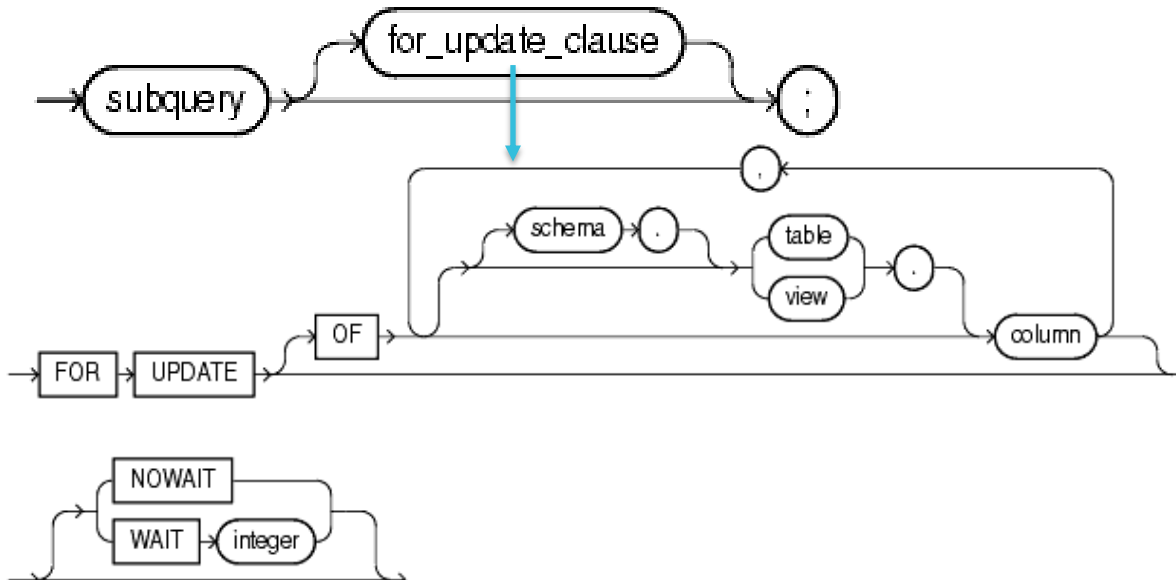 for_update_clause
subquery ;
,
schema . table
view .
OF column
FOR UPDATE
NOWAIT
WAIT integer